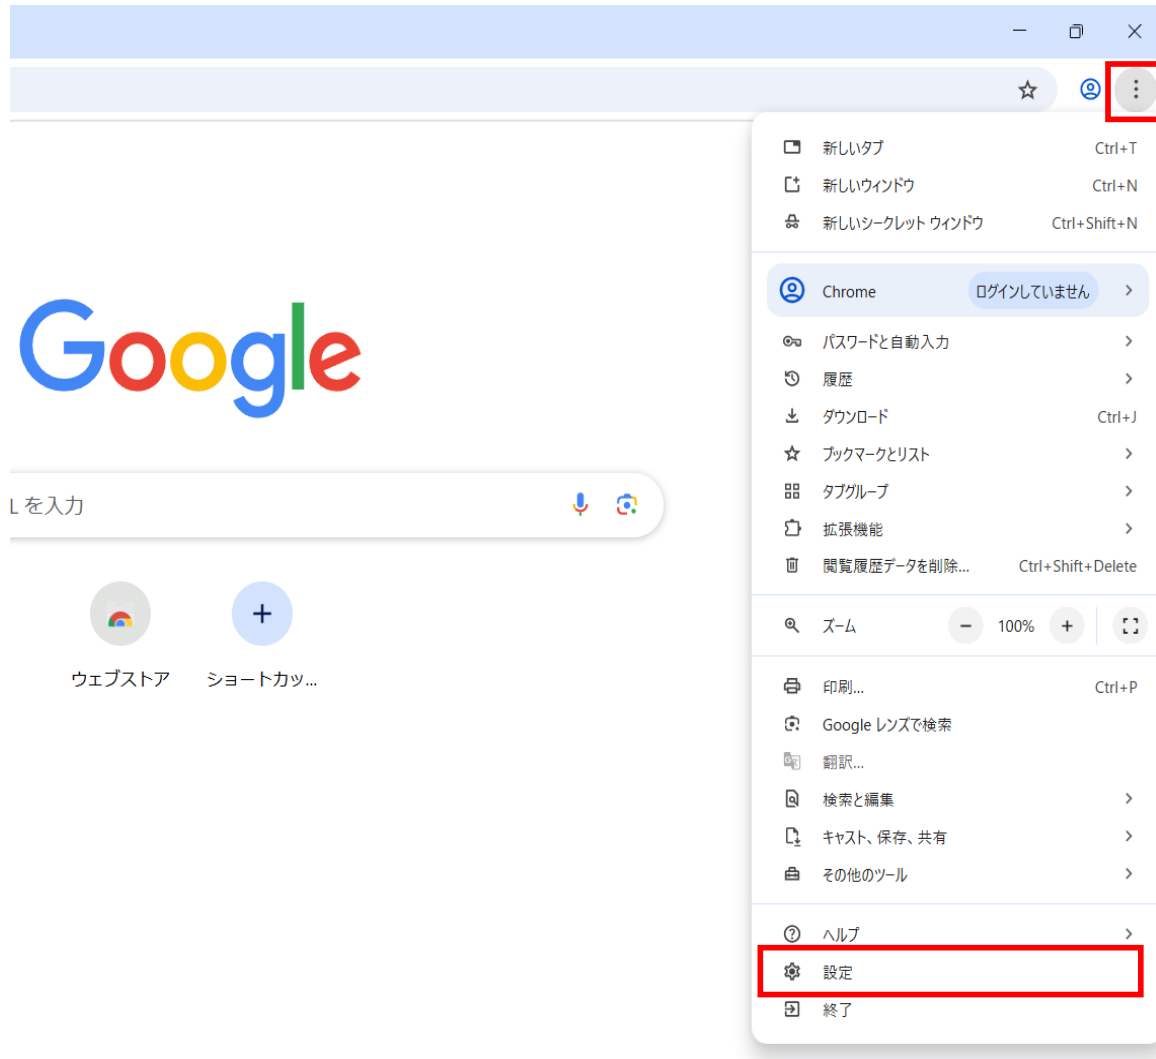 新しいタブ Ctrl+T
新しいウィンドウ Ctrl+N
新しいシークレット ウィンドウ Ctrl+Shift+N
Chrome ログインしていません
パスワードと自動入力
履歴
Google
ダウンロード Ctrl+J
ブックマークとリスト
タブグループ
L を入力
拡張機能
閲覧履歴データを削除... Ctrl+Shift+Delete
ズーム − 100% +
ウェブストア ショートカッ...
印刷... Ctrl+P
Google レンズで検索
翻訳...
検索と編集
キャスト、保存、共有
その他のツール
ヘルプ
設定
終了